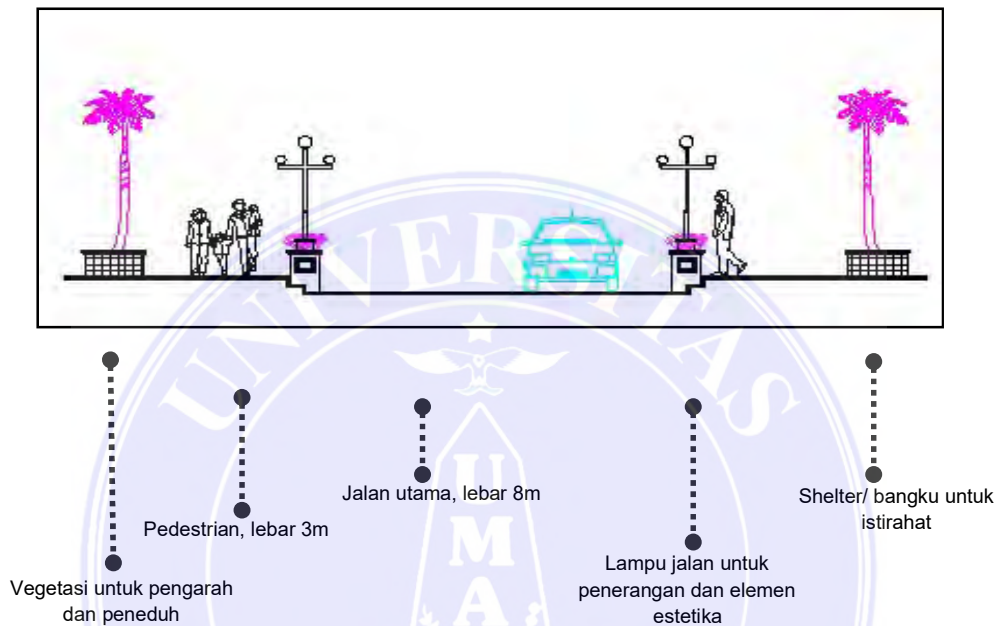 Jalan utama, lebar 8m
Shelter/ bangku untuk
istirahat
Pedestrian, lebar 3m
Lampu jalan untuk
penerangan dan elemen
estetika
Vegetasi untuk pengarah
dan peneduh
UNIVERSITAS
U
M
A